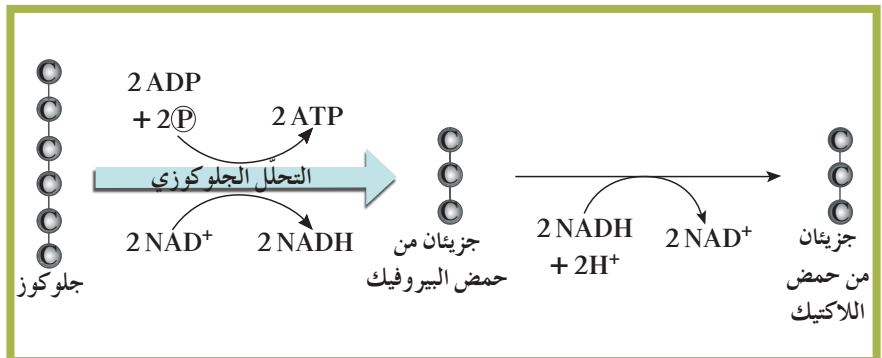 C
C
C
C
C
C
جلوكوز
2 ADP
+ 2P
2 ATP
التحلّل الجلوكوزي
2 NAD⁺
2 NADH
C
C
C
جزيئان من
حمض البيروفيك
2 NADH
+ 2H⁺
2 NAD⁺
C
C
C
جزيئان
من حمض
اللاكتيك